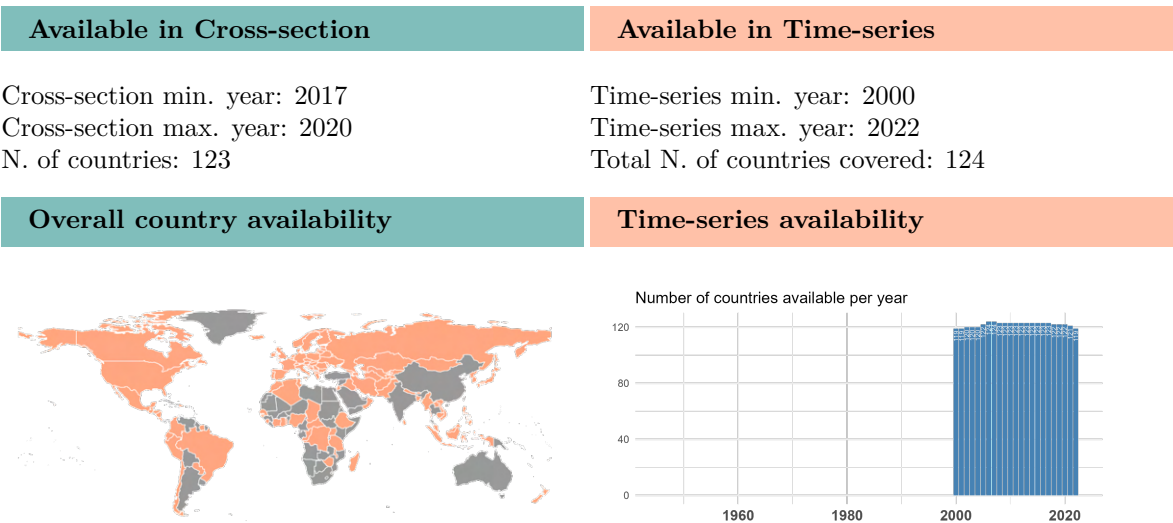 Available in Cross-section
Available in Time-series
Cross-section min. year: 2017
Cross-section max. year: 2020
N. of countries: 123
Time-series min. year: 2000
Time-series max. year: 2022
Total N. of countries covered: 124
Overall country availability
Time-series availability
Number of countries available per year
120
80
40
0
1960
1980
2000
2020